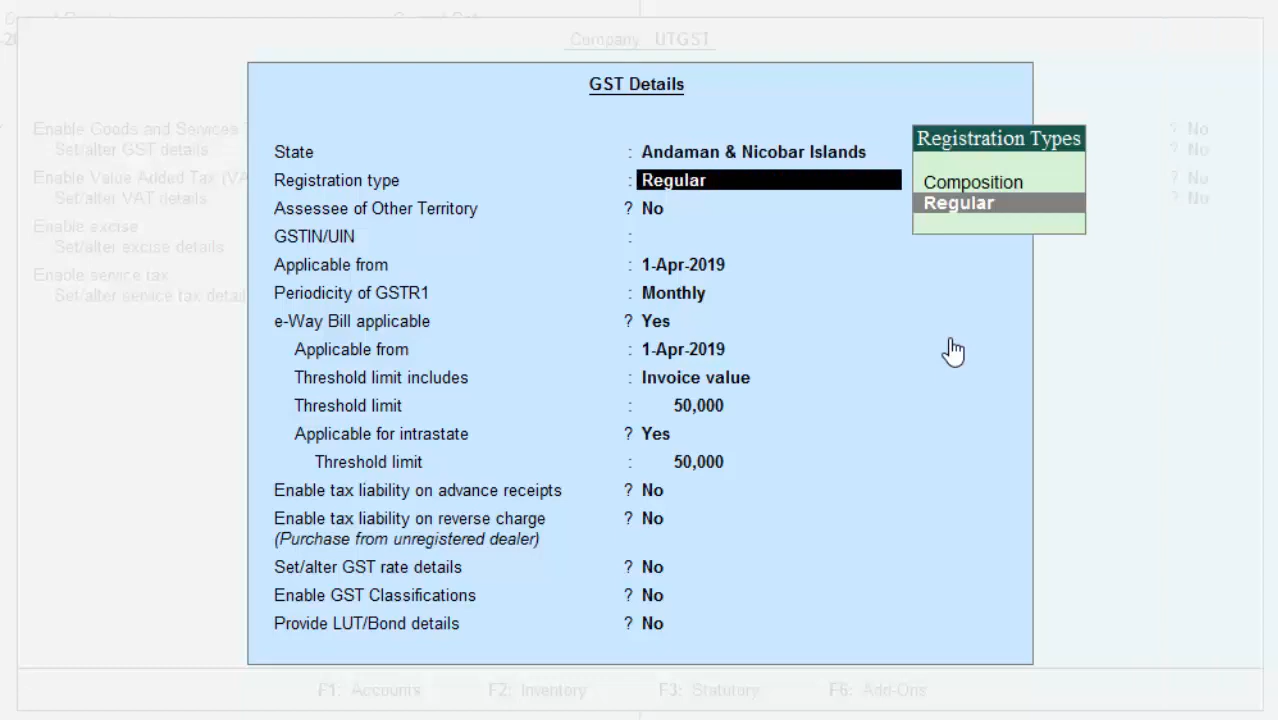 Company UTGST
GST Details
Enable Goods and Services
Set/alter GST details
Enable Value Added Tax (VA
Set/alter VAT details
Enable excise
Set/alter excise details
Enable service tax
Set/alter service tax detail
? No
? No
? No
? No
State : Andaman & Nicobar Islands
Registration type : Regular
Assessee of Other Territory ? No
GSTIN/UIN :
Applicable from : 1-Apr-2019
Periodicity of GSTR1 : Monthly
e-Way Bill applicable ? Yes
Applicable from : 1-Apr-2019
Threshold limit includes : Invoice value
Threshold limit : 50,000
Applicable for intrastate ? Yes
Threshold limit : 50,000
Enable tax liability on advance receipts ? No
Enable tax liability on reverse charge ? No
(Purchase from unregistered dealer)
Set/alter GST rate details ? No
Enable GST Classifications ? No
Provide LUT/Bond details ? No
Registration Types
Composition
Regular
F1: Accounts F2: Inventory F3: Statutory F6: Add-Ons